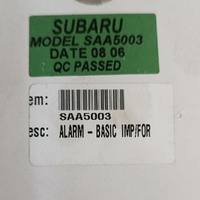 SUBARU
MODEL SAA5003
DATE 08 06
QC PASSED
em:
SAA5003
esc: ALARM - BASIC IMP/FOR